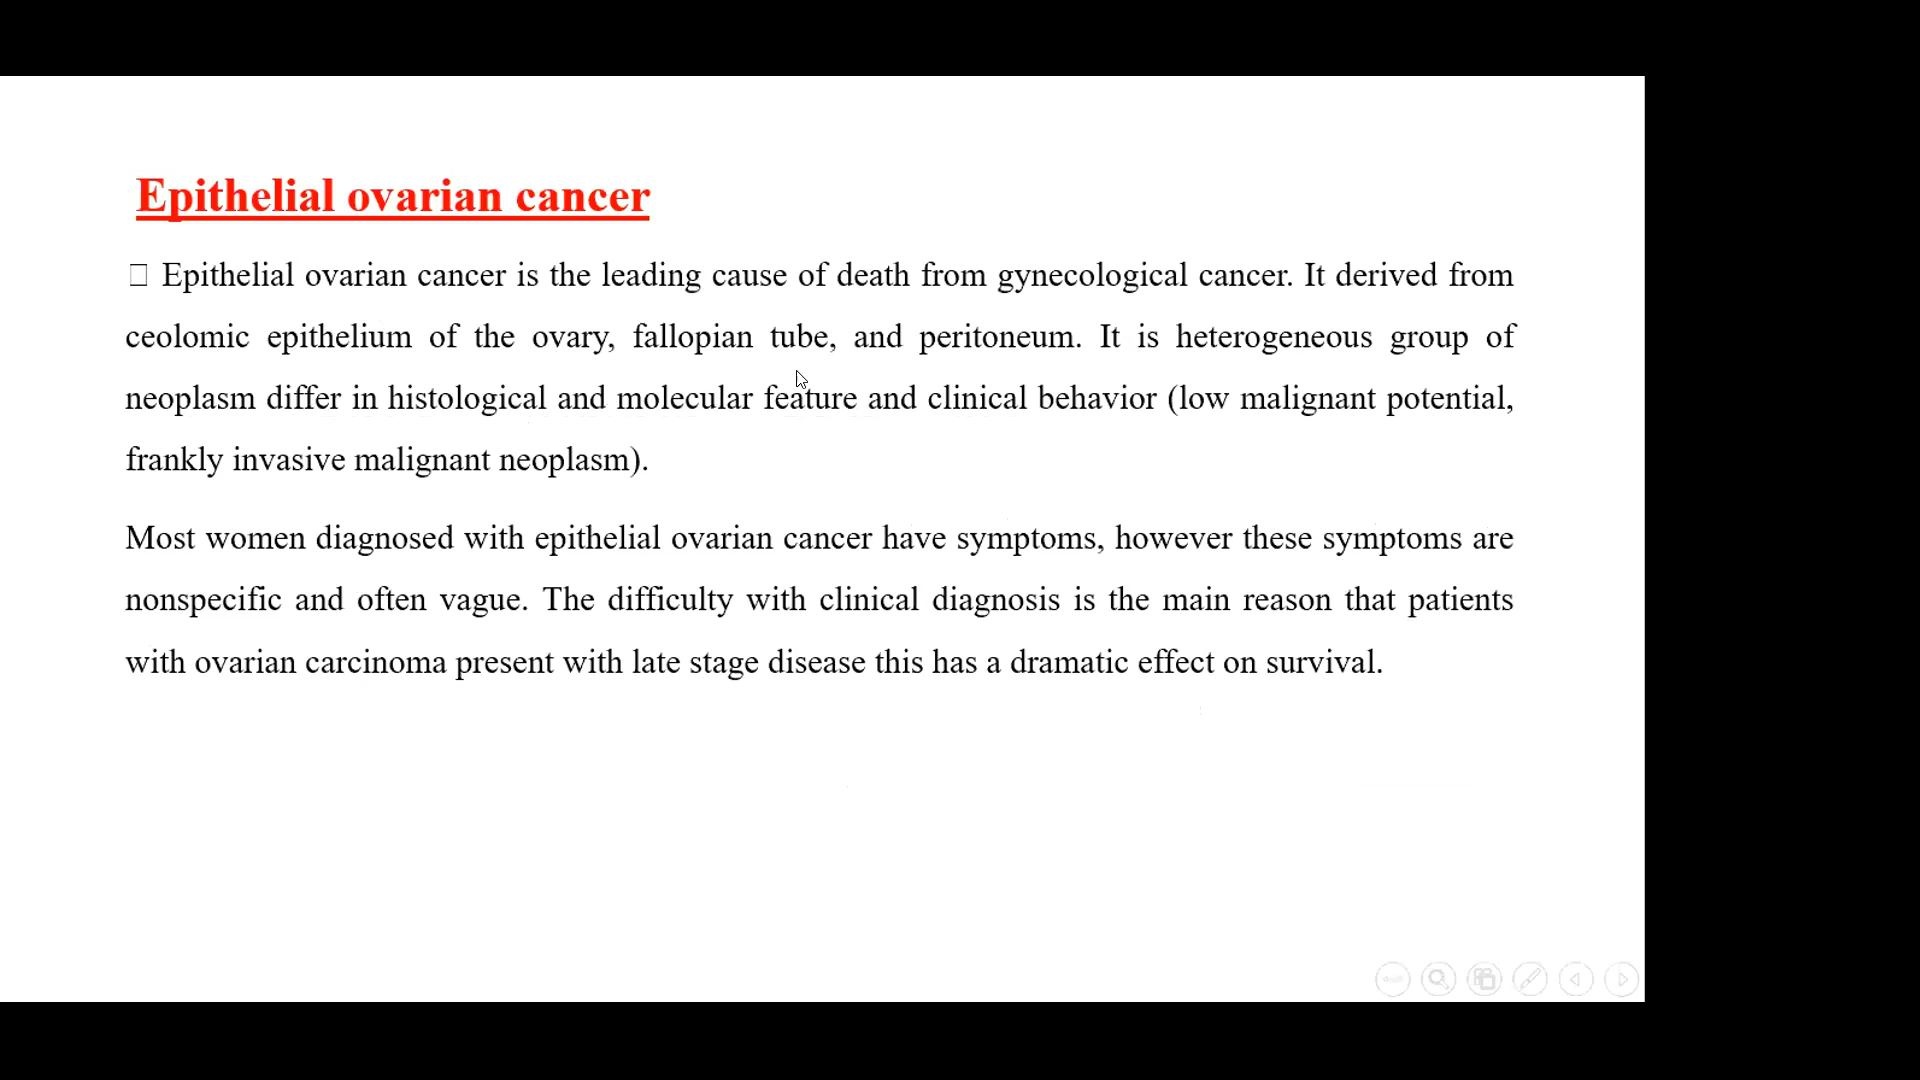 Epithelial ovarian cancer
□ Epithelial ovarian cancer is the leading cause of death from gynecological cancer. It derived from
ceolomic epithelium of the ovary, fallopian tube, and peritoneum. It is heterogeneous group of
neoplasm differ in histological and molecular feature and clinical behavior (low malignant potential,
frankly invasive malignant neoplasm).
Most women diagnosed with epithelial ovarian cancer have symptoms, however these symptoms are
nonspecific and often vague. The difficulty with clinical diagnosis is the main reason that patients
with ovarian carcinoma present with late stage disease this has a dramatic effect on survival.